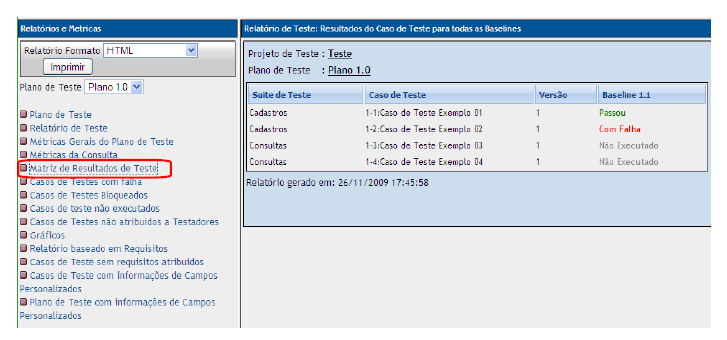 Relatórios e Metricas
Relatório Formato HTML
Imprimir
Plano de Teste Plano 1.0
Plano de Teste
Relatório de Teste
Métricas Gerais do Plano de Teste
Métricas da Consulta
Matriz de Resultados de Teste
Casos de Testes com falha
Casos de Testes Bloqueados
Casos de teste não executados
Casos de Testes não atribuidos a Testadores
Gráficos
Relatório baseado em Requisitos
Casos de Teste sem requisitos atribuidos
Casos de Teste com informações de Campos
Personalizados
Plano de Teste com informações de Campos
Personalizados
Relatório de Teste: Resultados do Caso de Teste para todas as Baselines
Projeto de Teste : Teste
Plano de Teste : Plano 1.0
Suite de Teste Caso de Teste Versão Baseline 1.1
Cadastros 1-1:Caso de Teste Exemplo 01 1 Passou
Cadastros 1-2:Caso de Teste Exemplo 02 1 Com Falha
Consultas 1-3:Caso de Teste Exemplo 03 1 Não Executado
Consultas 1-4:Caso de Teste Exemplo 04 1 Não Executado
Relatório gerado em: 26/11/2009 17:45:58